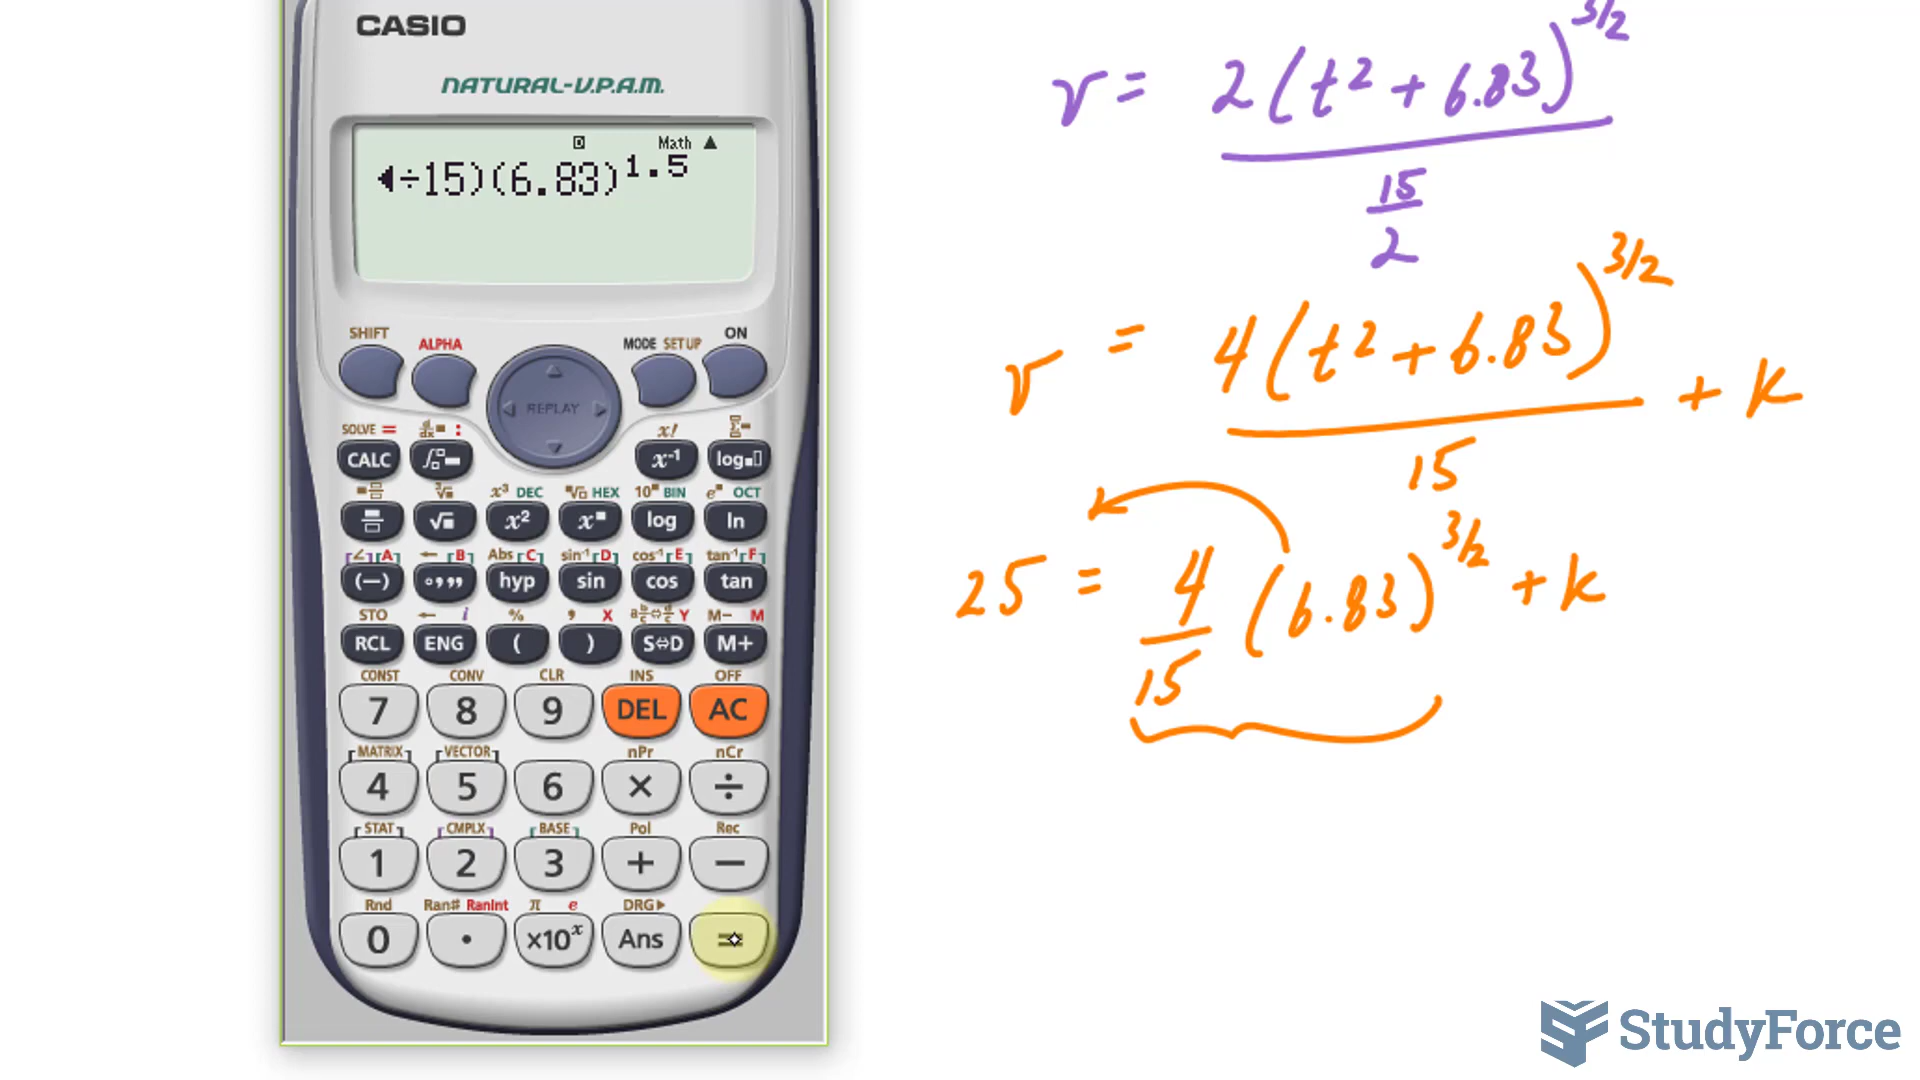 CASIO
NATURAL-V.P.A.M.
D Math ▲
÷15)(6.83)^1.5
SHIFT ALPHA MODE SETUP ON
REPLAY
SOLVE = d/dx : x! Σ=
CALC ∫ x⁻¹ log
x³ DEC HEX 10 BIN e OCT
√ x² x log ln
∠ A ← B Abs C sin⁻¹ D cos⁻¹ E tan⁻¹ F
(−) °,,, hyp sin cos tan
STO ← i % , X a b/c⇔d/c Y M− M
RCL ENG ( ) S⇔D M+
CONST CONV CLR INS OFF
7 8 9 DEL AC
MATRIX VECTOR nPr nCr
4 5 6 × ÷
STAT CMPLX BASE Pol Rec
1 2 3 + −
Rnd Ran# RanInt π e DRG▶
0 . ×10ˣ Ans =
v = 2(t² + 6.83)^3/2
15
2
v = 4(t² + 6.83)^3/2 + k
15
25 = 4 (6.83)^3/2 + k
15
StudyForce